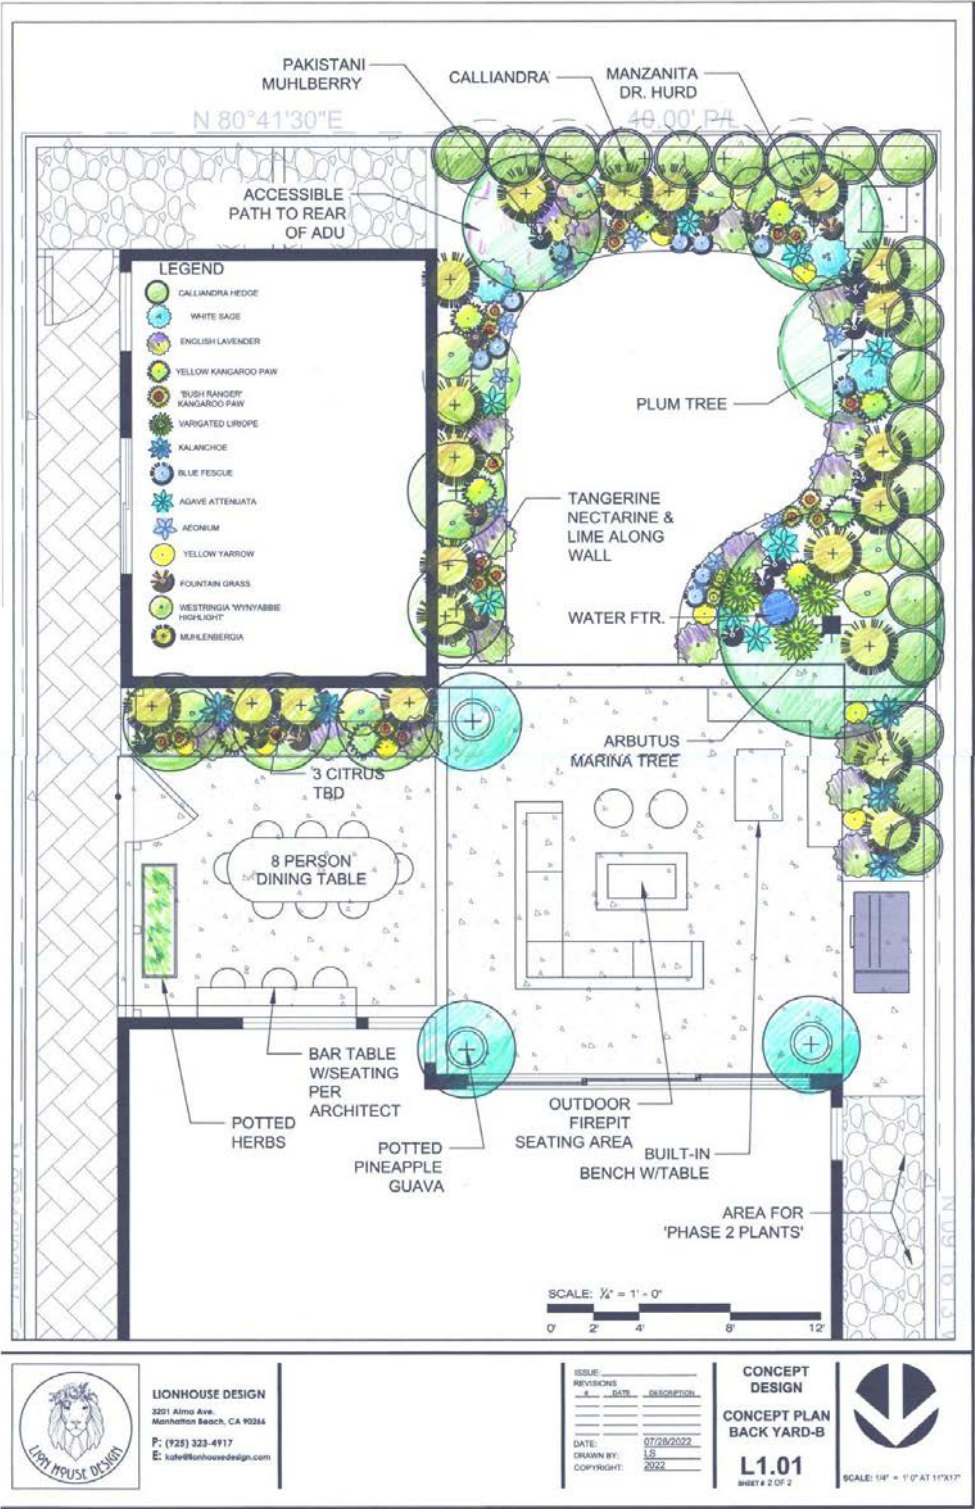 PAKISTANI
MUHLBERRY
CALLIANDRA
MANZANITA
DR. HURD
N 80°41'30"E
40.00' P/L
ACCESSIBLE
PATH TO REAR
OF ADU
LEGEND
CALLIANDRA HEDGE
WHITE SAGE
ENGLISH LAVENDER
YELLOW KANGAROO PAW
'BUSH RANGER'
KANGAROO PAW
VARIGATED LIRIOPE
KALANCHOE
BLUE FESCUE
AGAVE ATTENUATA
AEONIUM
YELLOW YARROW
FOUNTAIN GRASS
WESTRINGIA 'WYNYABBIE
HIGHLIGHT'
MUHLENBERGIA
PLUM TREE
TANGERINE
NECTARINE &
LIME ALONG
WALL
WATER FTR.
ARBUTUS
MARINA TREE
3 CITRUS
TBD
8 PERSON
DINING TABLE
BAR TABLE
W/SEATING
PER
ARCHITECT
POTTED
HERBS
POTTED
PINEAPPLE
GUAVA
OUTDOOR
FIREPIT
SEATING AREA
BUILT-IN
BENCH W/TABLE
AREA FOR
'PHASE 2 PLANTS'
SCALE: ¼" = 1' - 0"
0' 2' 4' 8' 12'
LION HOUSE DESIGN
LIONHOUSE DESIGN
3201 Alma Ave.
Manhattan Beach, CA 90266
P: (925) 323-4917
E: kate@lionhousedesign.com
ISSUE:
REVISIONS
# DATE DESCRIPTION
DATE: 07/28/2022
DRAWN BY: LS
COPYRIGHT: 2022
CONCEPT
DESIGN
CONCEPT PLAN
BACK YARD-B
L1.01
SHEET # 2 OF 2
SCALE: 1/4" = 1' 0" AT 11"X17"